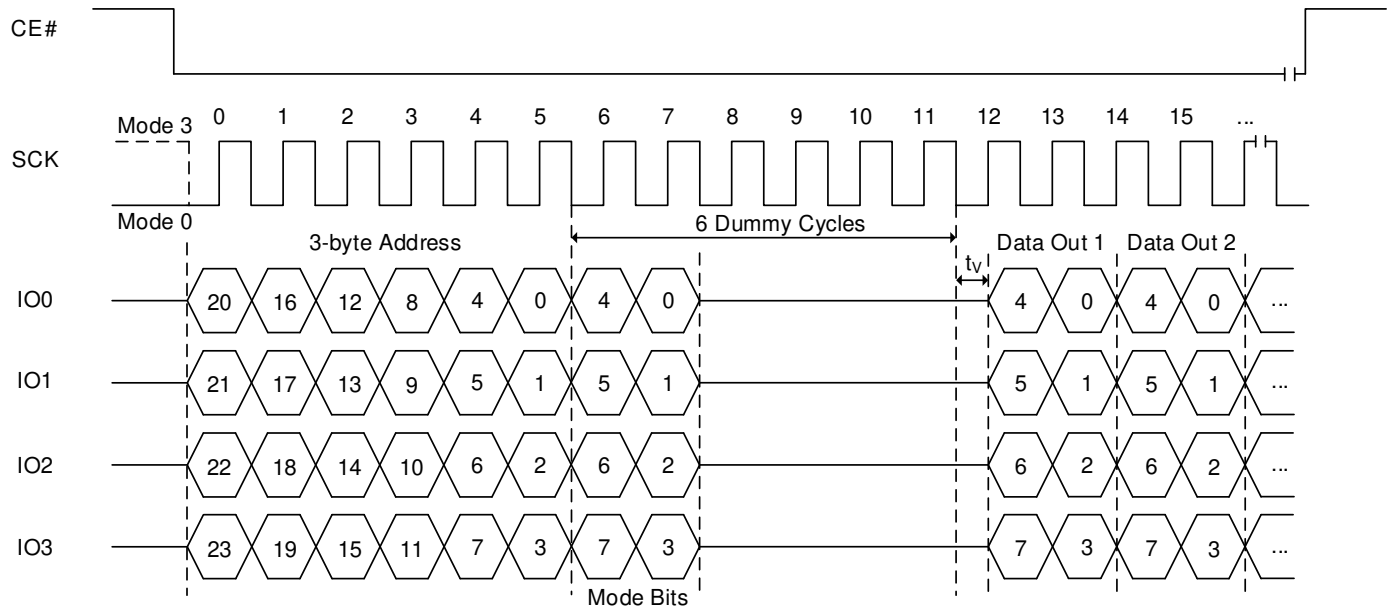 CE#
Mode 3 0 1 2 3 4 5 6 7 8 9 10 11 12 13 14 15 ...
SCK
Mode 0
6 Dummy Cycles
3-byte Address Data Out 1 Data Out 2
tV
IO0 20 16 12 8 4 0 4 0 4 0 4 0 ...
IO1 21 17 13 9 5 1 5 1 5 1 5 1 ...
IO2 22 18 14 10 6 2 6 2 6 2 6 2 ...
IO3 23 19 15 11 7 3 7 3 7 3 7 3 ...
Mode Bits